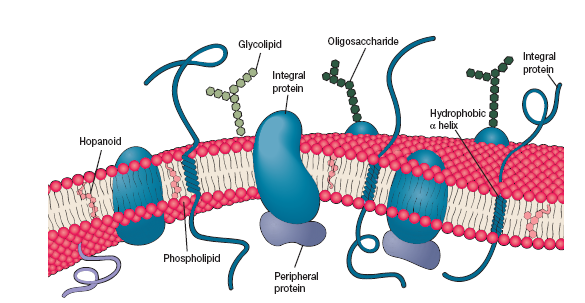 Glycolipid
Oligosaccharide
Integral
protein
Integral
protein
Hydrophobic
α helix
Hopanoid
Phospholipid
Peripheral
protein